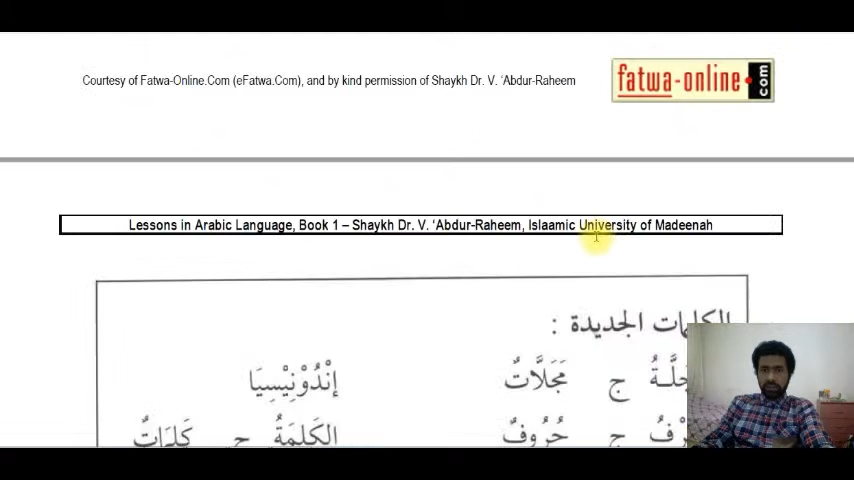 Courtesy of Fatwa-Online.Com (eFatwa.Com), and by kind permission of Shaykh Dr. V. ‘Abdur-Raheem
fatwa-online.com
Lessons in Arabic Language, Book 1 – Shaykh Dr. V. ‘Abdur-Raheem, Islaamic University of Madeenah
الكلمات الجديدة :
ج مَجَلَّاتٌ إِنْدُوْنِيْسِيَا
ج حُرُوفٌ الكَلِمَةُ ج كَلِمَاتٌ